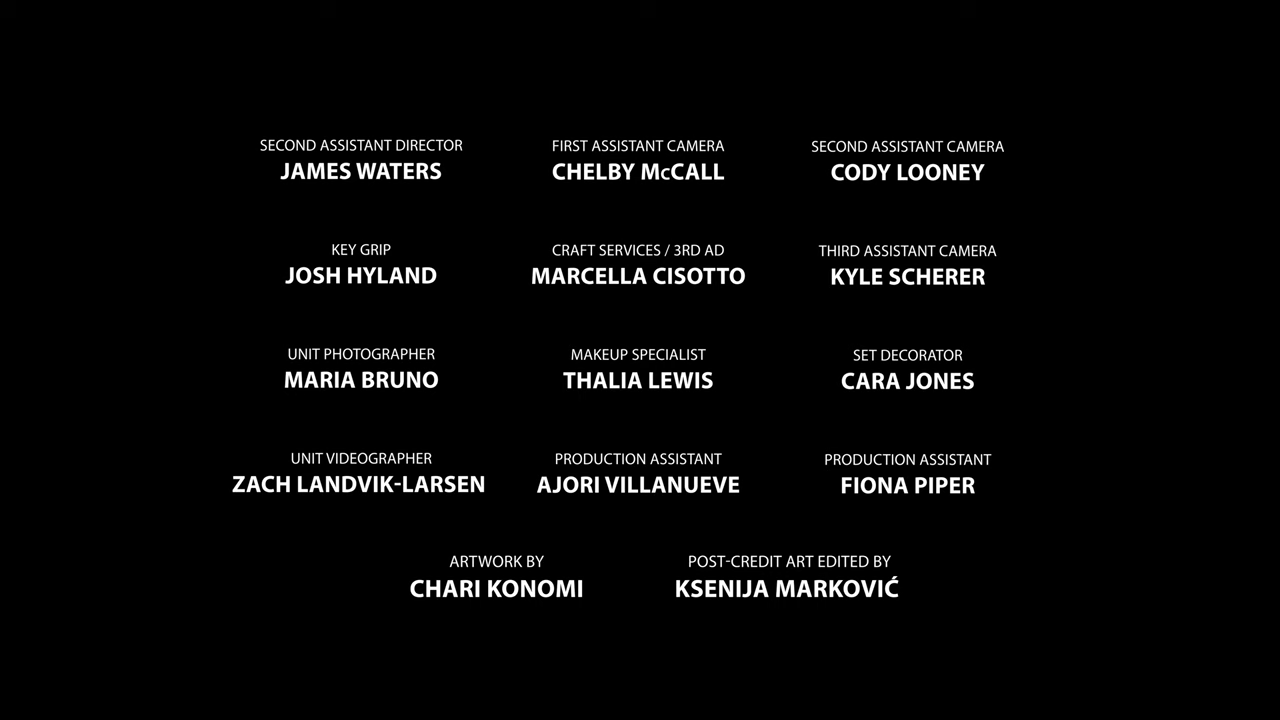 SECOND ASSISTANT DIRECTOR
JAMES WATERS
FIRST ASSISTANT CAMERA
CHELBY McCALL
SECOND ASSISTANT CAMERA
CODY LOONEY
KEY GRIP
JOSH HYLAND
CRAFT SERVICES / 3RD AD
MARCELLA CISOTTO
THIRD ASSISTANT CAMERA
KYLE SCHERER
UNIT PHOTOGRAPHER
MARIA BRUNO
MAKEUP SPECIALIST
THALIA LEWIS
SET DECORATOR
CARA JONES
UNIT VIDEOGRAPHER
ZACH LANDVIK-LARSEN
PRODUCTION ASSISTANT
AJORI VILLANUEVE
PRODUCTION ASSISTANT
FIONA PIPER
ARTWORK BY
CHARI KONOMI
POST-CREDIT ART EDITED BY
KSENIJA MARKOVIĆ